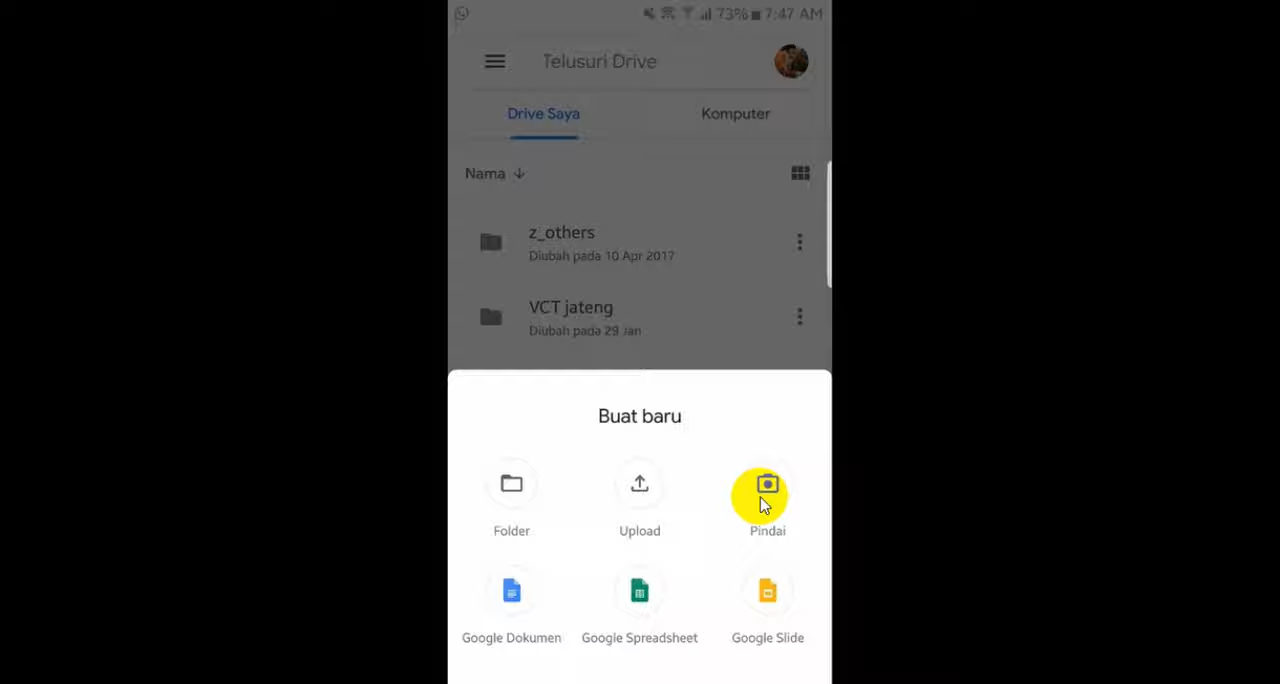 73% 7:47 AM
Telusuri Drive
Drive Saya Komputer
Nama
z_others
Diubah pada 10 Apr 2017
VCT jateng
Diubah pada 29 Jan
Buat baru
Folder Upload Pindai
Google Dokumen Google Spreadsheet Google Slide